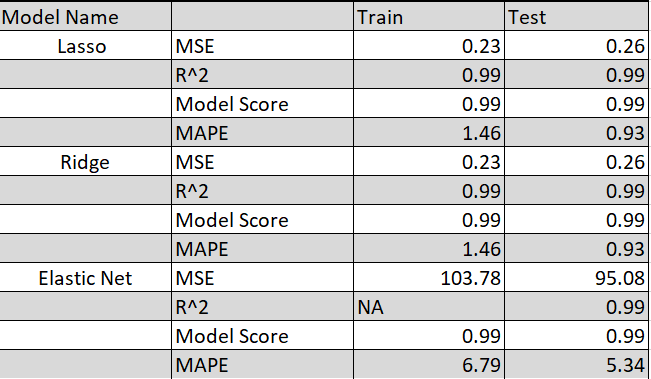 Model Name Train Test
Lasso MSE 0.23 0.26
R^2 0.99 0.99
Model Score 0.99 0.99
MAPE 1.46 0.93
Ridge MSE 0.23 0.26
R^2 0.99 0.99
Model Score 0.99 0.99
MAPE 1.46 0.93
Elastic Net MSE 103.78 95.08
R^2 NA 0.99
Model Score 0.99 0.99
MAPE 6.79 5.34